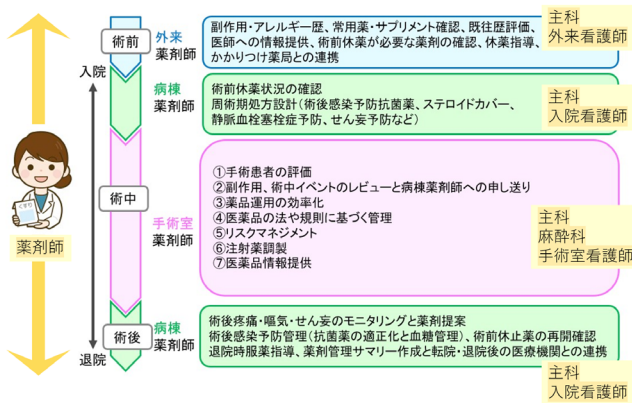 術前
外来
薬剤師
副作用・アレルギー歴、常用薬・サプリメント確認、既往歴評価、
医師への情報提供、術前休薬が必要な薬剤の確認、休薬指導、
かかりつけ薬局との連携
主科
外来看護師
入院
病棟
薬剤師
術前休薬状況の確認
周術期処方設計(術後感染予防抗菌薬、ステロイドカバー、
静脈血栓塞栓症予防、せん妄予防など)
主科
入院看護師
くすり
薬剤師
術中
手術室
薬剤師
①手術患者の評価
②副作用、術中イベントのレビューと病棟薬剤師への申し送り
③薬品運用の効率化
④医薬品の法や規則に基づく管理
⑤リスクマネジメント
⑥注射薬調製
⑦医薬品情報提供
主科
麻酔科
手術室看護師
術後
病棟
薬剤師
退院
術後疼痛・嘔気・せん妄のモニタリングと薬剤提案
術後感染予防管理(抗菌薬の適正化と血糖管理)、術前休止薬の再開確認
退院時服薬指導、薬剤管理サマリー作成と転院・退院後の医療機関との連携
主科
入院看護師